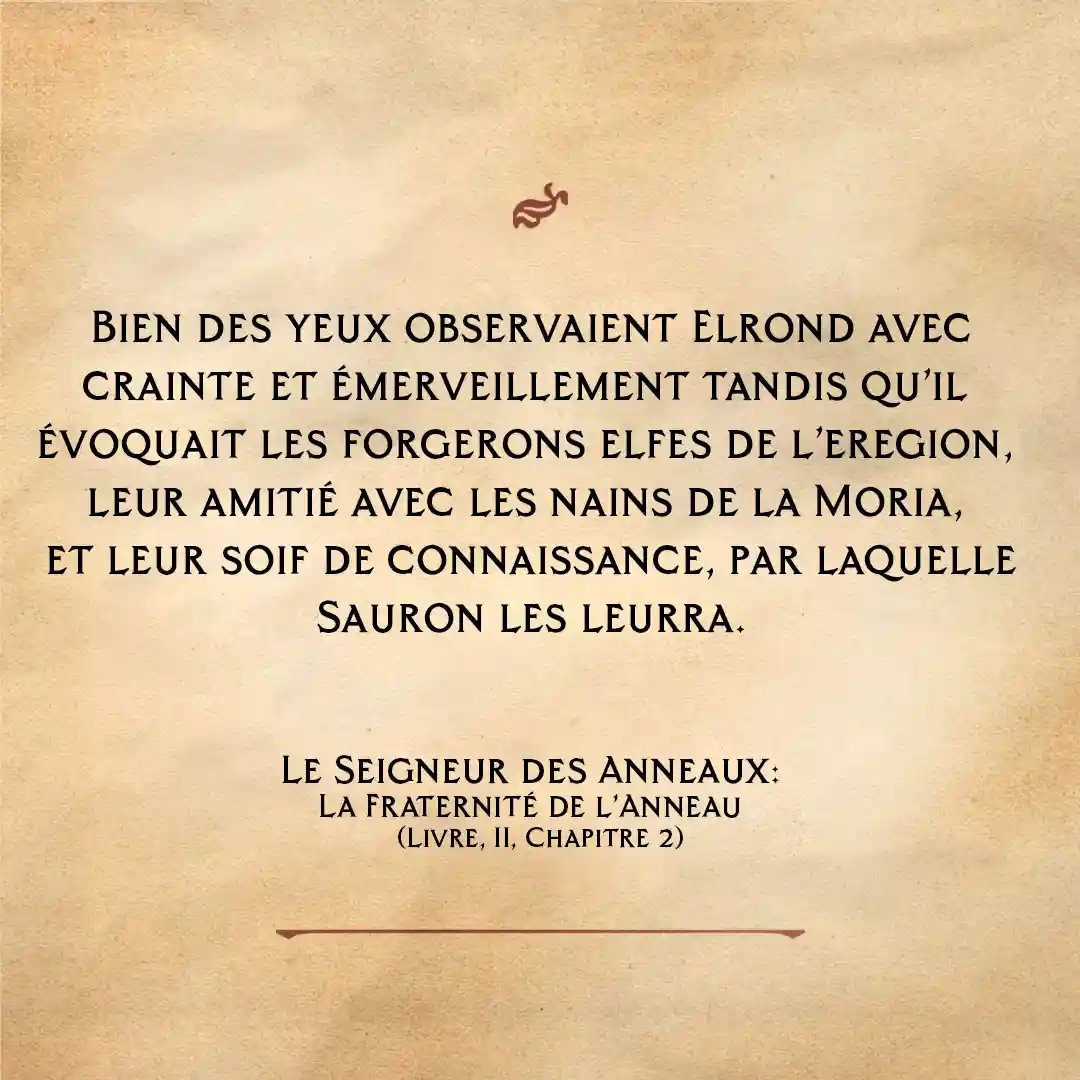 Bien des yeux observaient Elrond avec
crainte et émerveillement tandis qu’il
évoquait les forgerons elfes de l’eregion,
leur amitié avec les nains de la Moria,
et leur soif de connaissance, par laquelle
Sauron les leurra.
Le Seigneur des Anneaux:
La Fraternité de l’Anneau
(Livre, II, Chapitre 2)